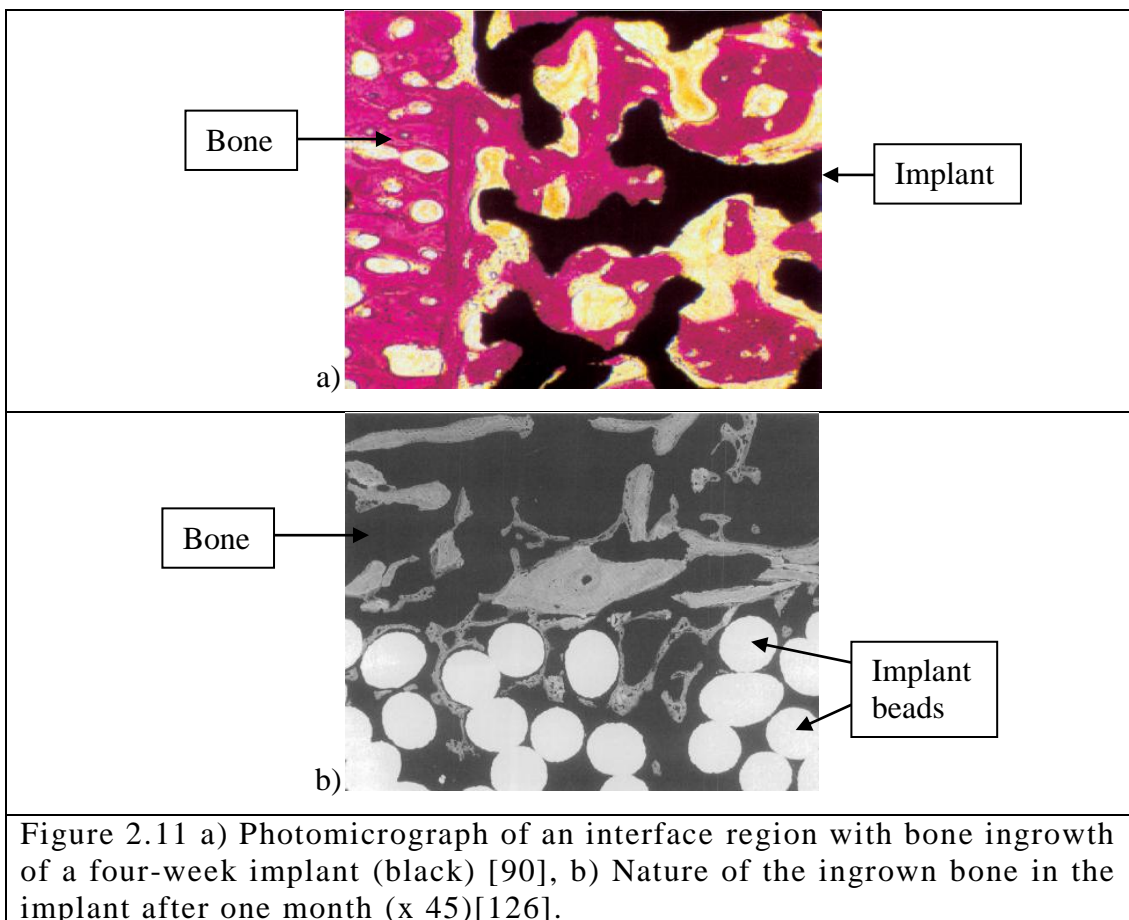 Bone
Implant
a)
Bone
Implant
beads
b)
Figure 2.11 a) Photomicrograph of an interface region with bone ingrowth
of a four-week implant (black) [90], b) Nature of the ingrown bone in the
implant after one month (x 45)[126].